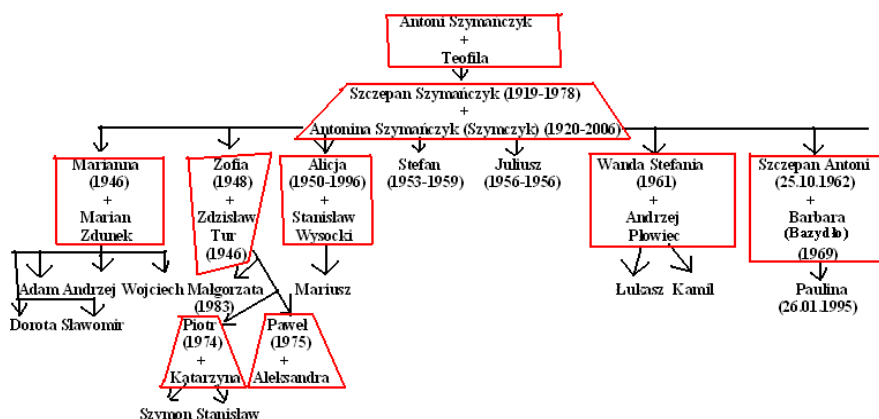 Antoni Szymańczyk
+
Teofila
Szczepan Szymańczyk (1919-1978)
+
Antonina Szymańczyk (Szymczyk) (1920-2006)
Marianna
(1946)
+
Marian
Zdunek
Zofia
(1948)
+
Zdzisław
Tur
(1946)
Alicja
(1950-1996)
+
Stanisław
Wysocki
Stefan
(1953-1959)
Juliusz
(1956-1956)
Wanda Stefania
(1961)
+
Andrzej
Płowiec
Szczepan Antoni
(25.10.1962)
+
Barbara
(Bazydło)
(1969)
Adam Andrzej Wojciech Małgorzata
(1983)
Mariusz
Łukasz Kamil
Paulina
(26.01.1995)
Dorota Sławomir
Piotr
(1974)
+
Katarzyna
Paweł
(1975)
+
Aleksandra
Szymon Stanisław